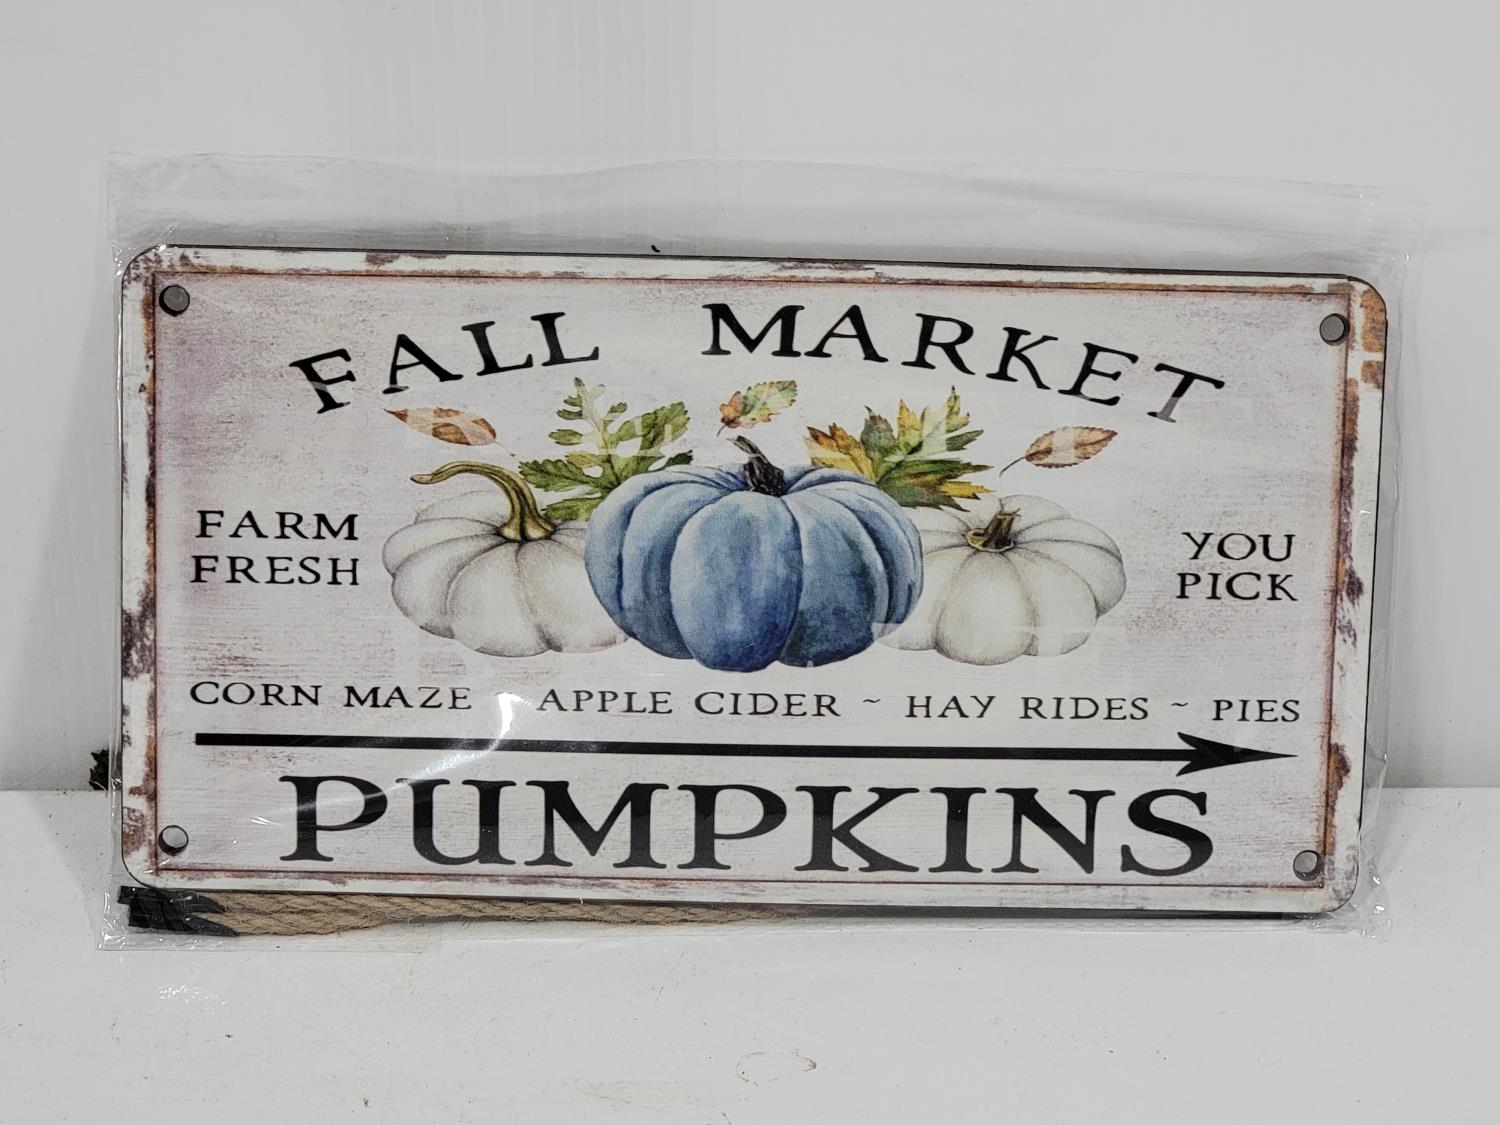 FALL MARKET
FARM
FRESH
YOU
PICK
CORN MAZE ~ APPLE CIDER ~ HAY RIDES ~ PIES
PUMPKINS